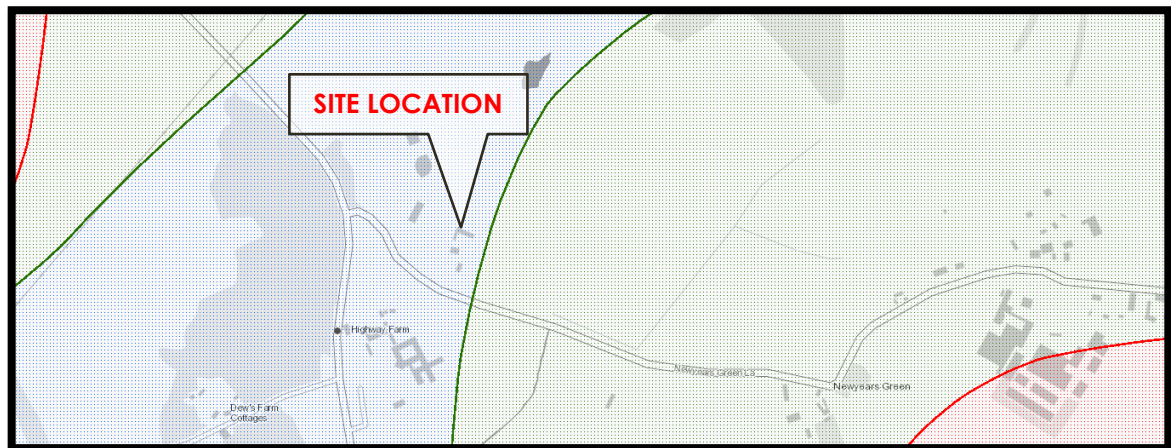 SITE LOCATION
Highway Farm
Newyears Green La
Newyears Green
Dew's Farm
Cottages